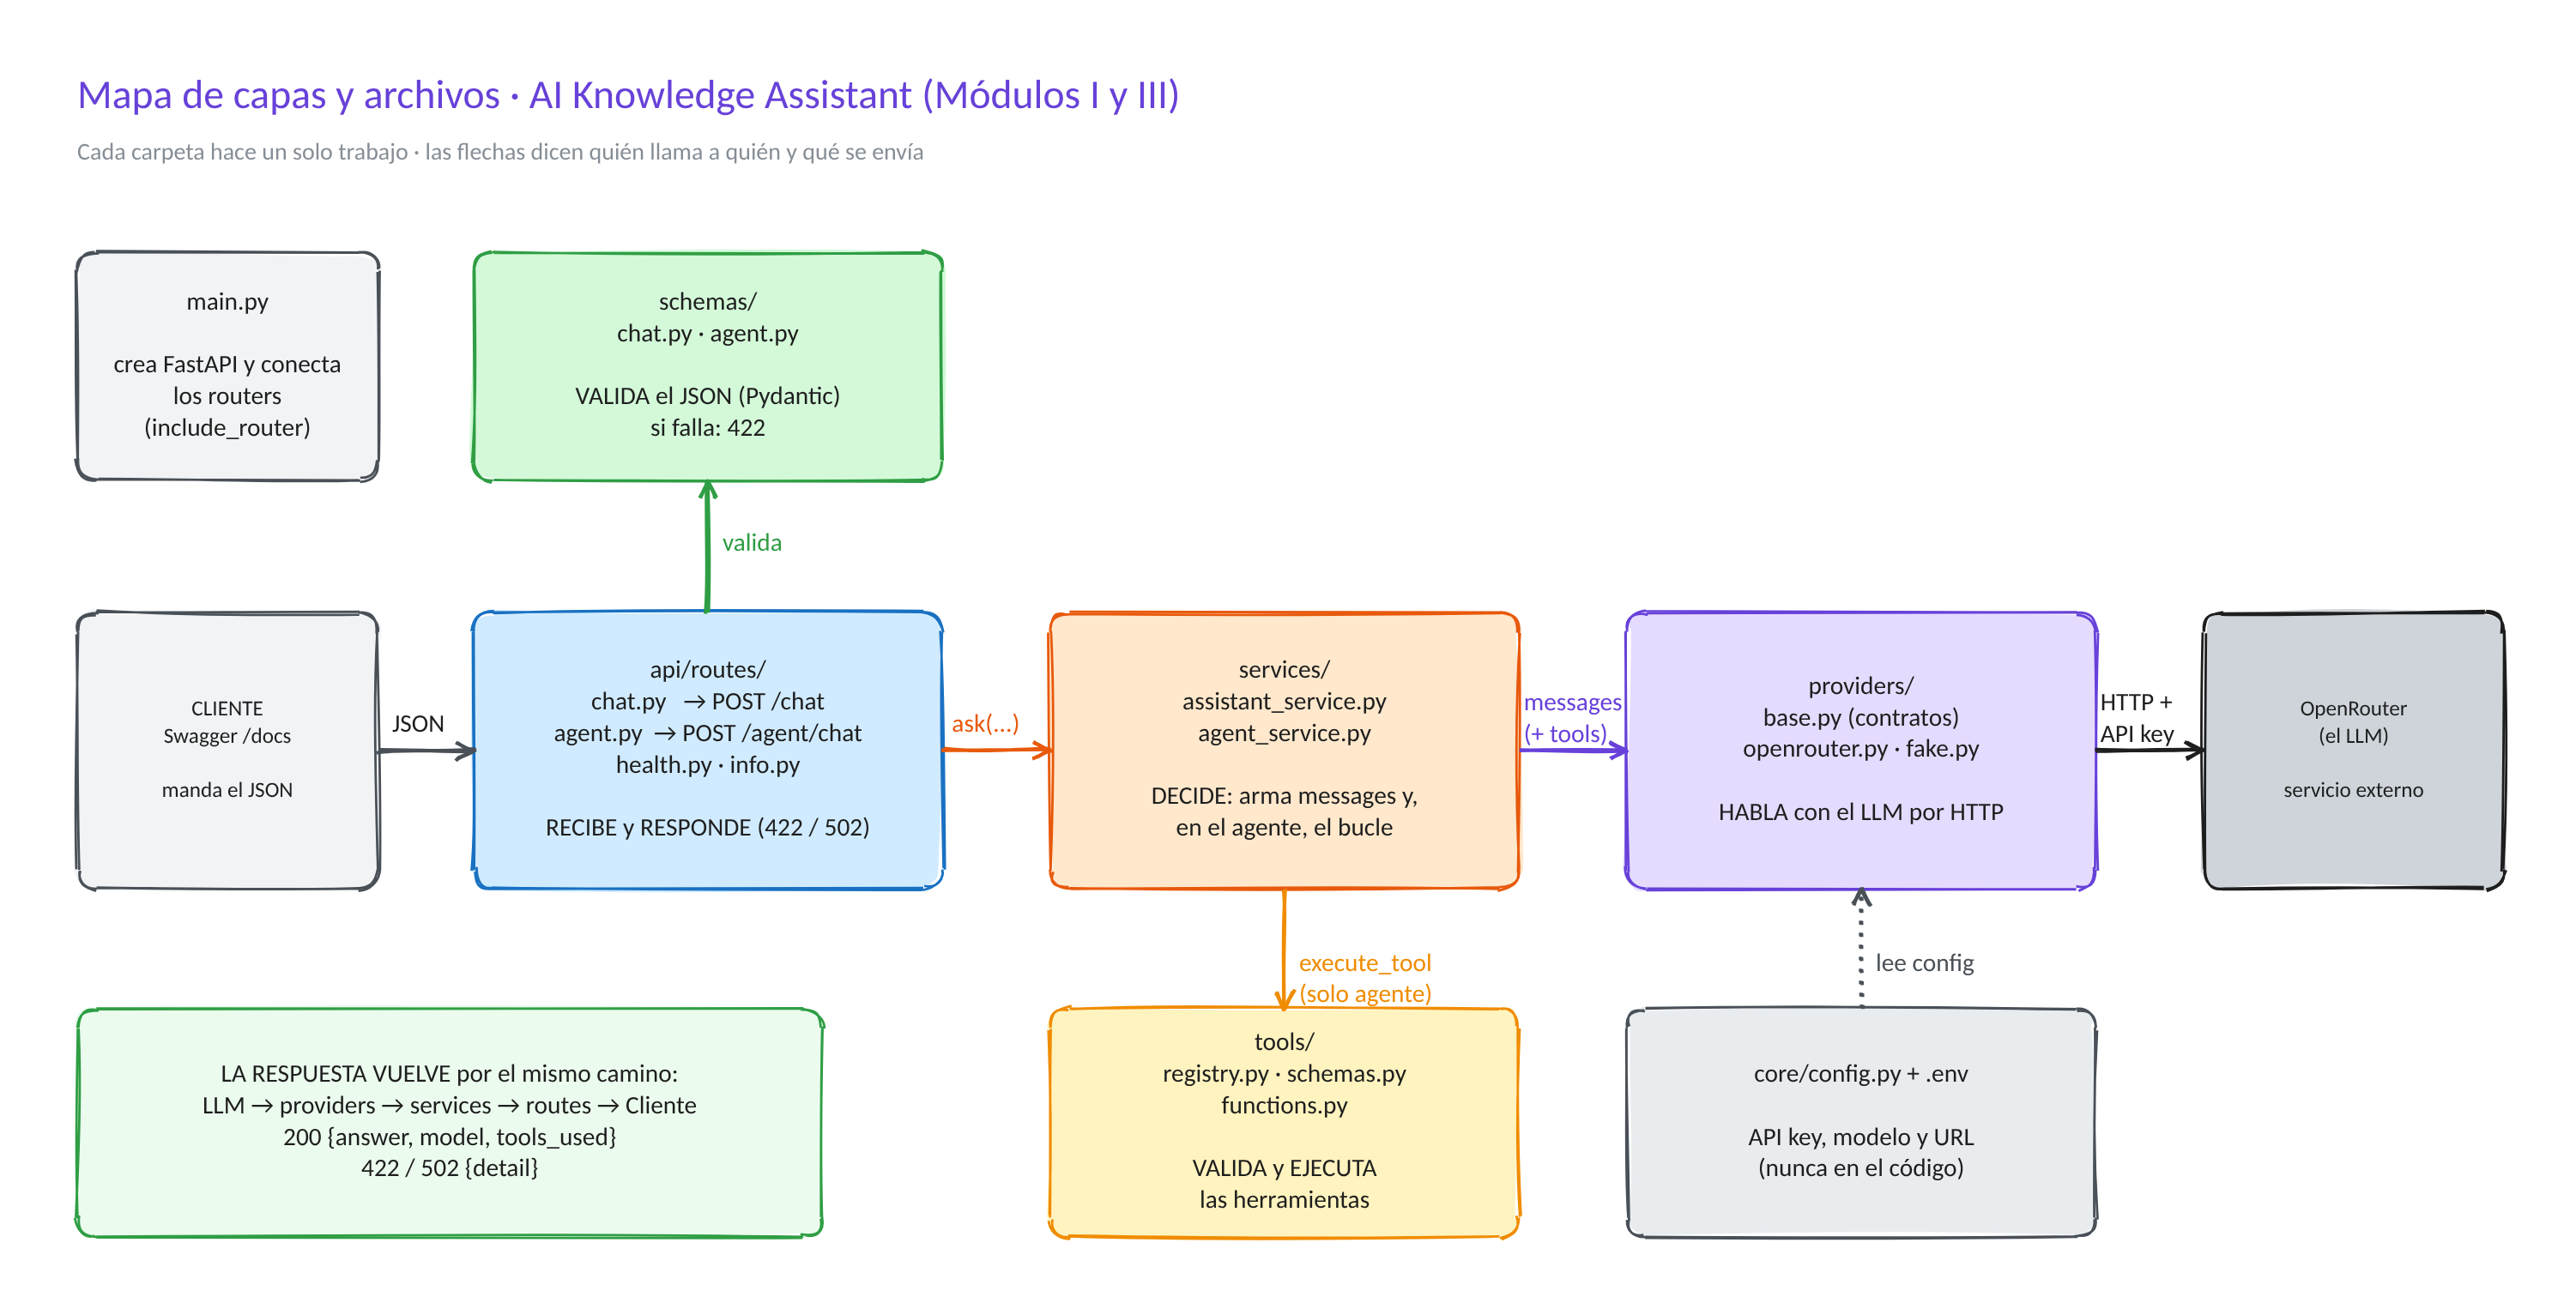 Mapa de capas y archivos · AI Knowledge Assistant (Módulos I y III)
Cada carpeta hace un solo trabajo · las flechas dicen quién llama a quién y qué se envía
main.py
crea FastAPI y conecta
los routers
(include_router)
schemas/
chat.py · agent.py
VALIDA el JSON (Pydantic)
si falla: 422
valida
CLIENTE
Swagger /docs
manda el JSON
JSON
api/routes/
chat.py → POST /chat
agent.py → POST /agent/chat
health.py · info.py
RECIBE y RESPONDE (422 / 502)
ask(...)
services/
assistant_service.py
agent_service.py
DECIDE: arma messages y,
en el agente, el bucle
messages
(+ tools)
providers/
base.py (contratos)
openrouter.py · fake.py
HABLA con el LLM por HTTP
HTTP +
API key
OpenRouter
(el LLM)
servicio externo
execute_tool
(solo agente)
lee config
LA RESPUESTA VUELVE por el mismo camino:
LLM → providers → services → routes → Cliente
200 {answer, model, tools_used}
422 / 502 {detail}
tools/
registry.py · schemas.py
functions.py
VALIDA y EJECUTA
las herramientas
core/config.py + .env
API key, modelo y URL
(nunca en el código)